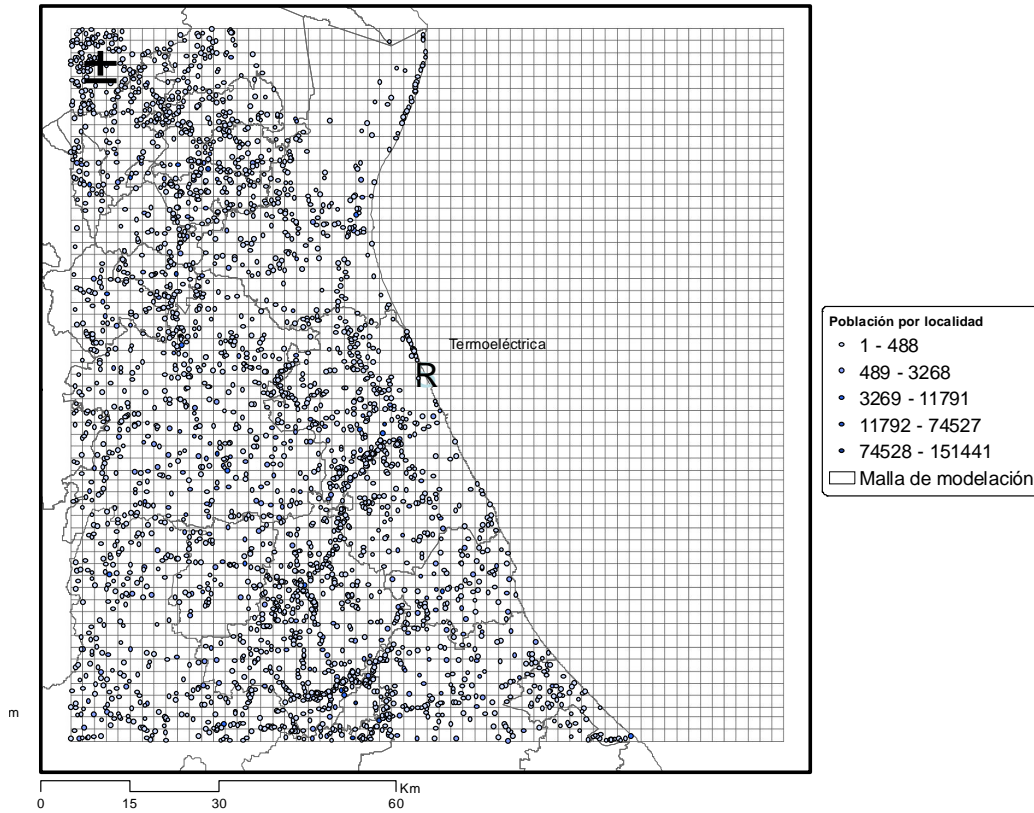 ±
Termoeléctrica
R
Población por localidad
1 - 488
489 - 3268
3269 - 11791
11792 - 74527
74528 - 151441
Malla de modelación
m
Km
0 15 30 60